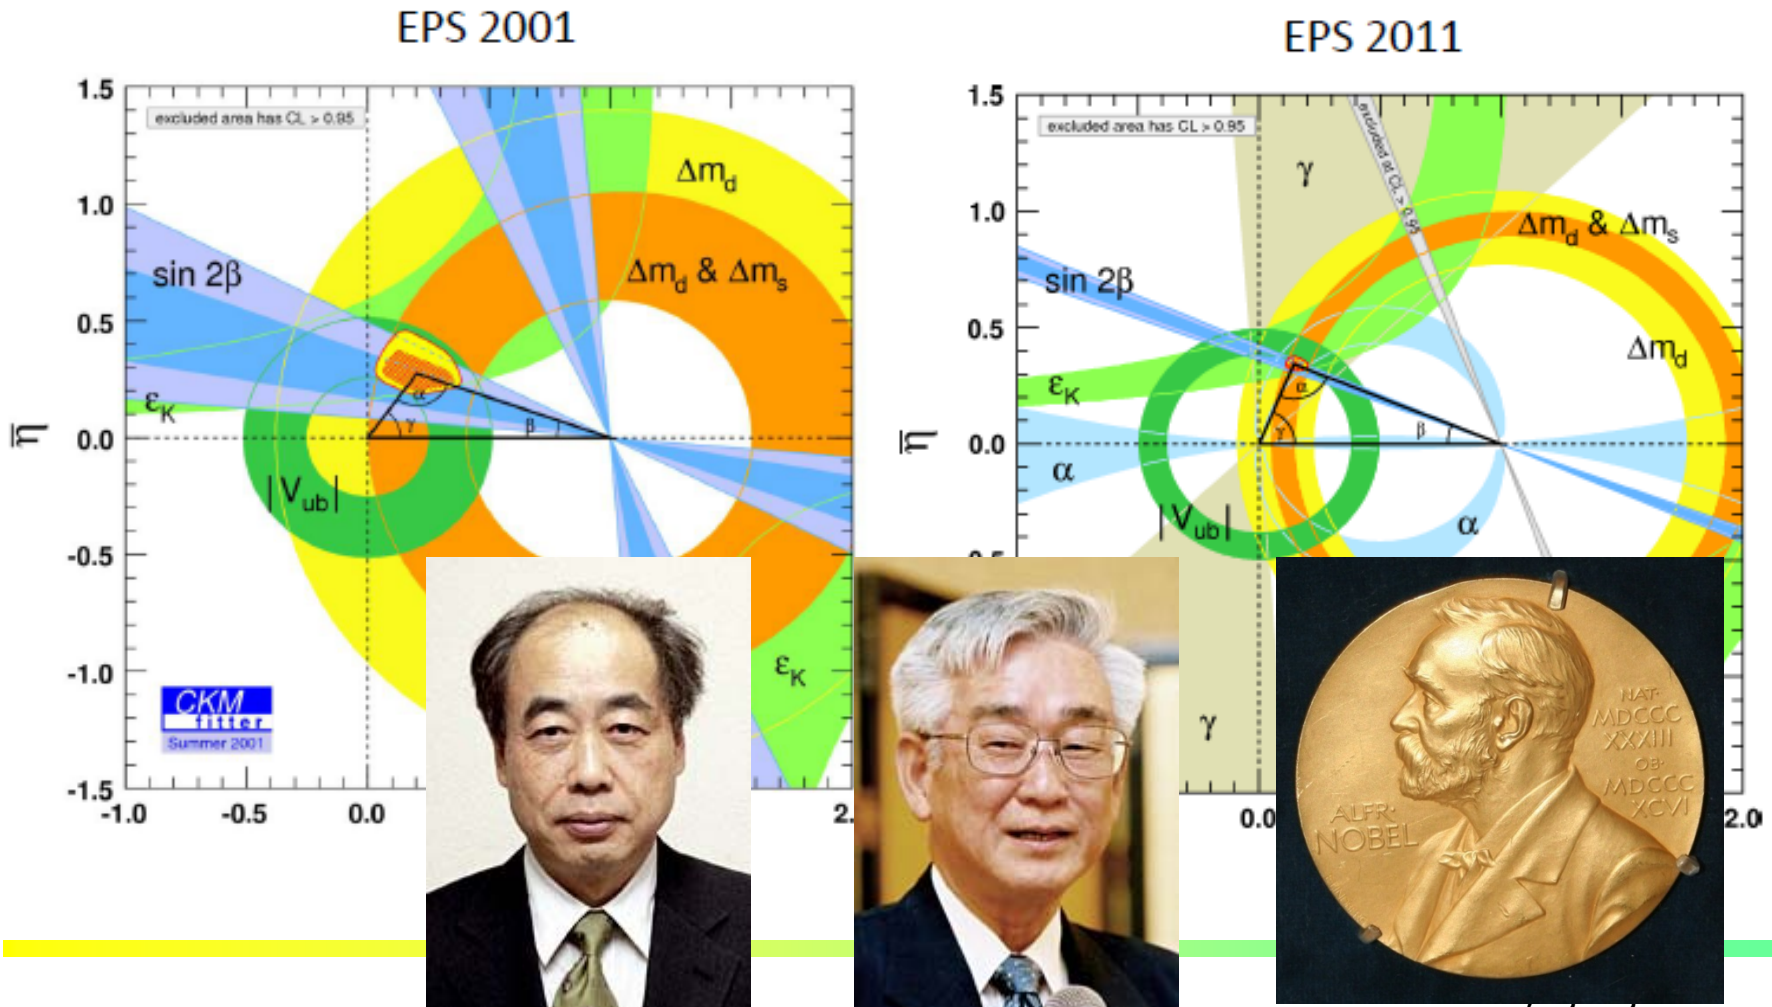 EPS 2001
EPS 2011
1.5
excluded area has CL > 0.95
Δm_d
1.0
sin 2β
Δm_d & Δm_s
0.5
ε_K
α
γ
β
0.0
|V_ub|
-0.5
-1.0
ε_K
CKM
fitter
Summer 2001
-1.5
-1.0
-0.5
0.0
2.
η̅
1.5
excluded area has CL > 0.95
excluded at CL > 0.95
γ
1.0
Δm_d & Δm_s
sin 2β
0.5
Δm_d
ε_K
α
γ
β
0.0
α
|V_ub|
α
γ
0.0
2.0
η̅
NAT·
MDCCC
XXXIII
OB·
MDCCC
XCVI
ALFR·
NOBEL